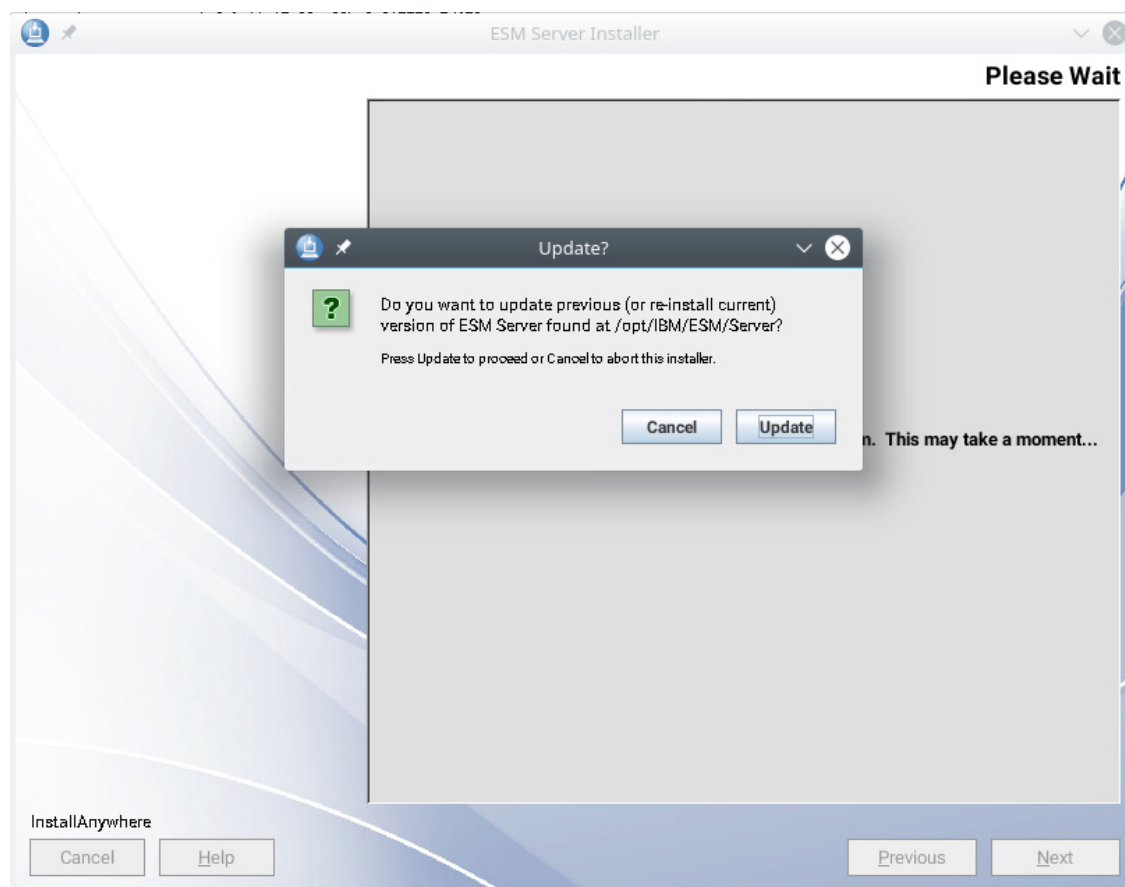 ESM Server Installer
Please Wait
Update?
Do you want to update previous (or re-install current)
version of ESM Server found at /opt/IBM/ESM/Server?
Press Update to proceed or Cancel to abort this installer.
Cancel
Update
This may take a moment...
InstallAnywhere
Cancel
Help
Previous
Next